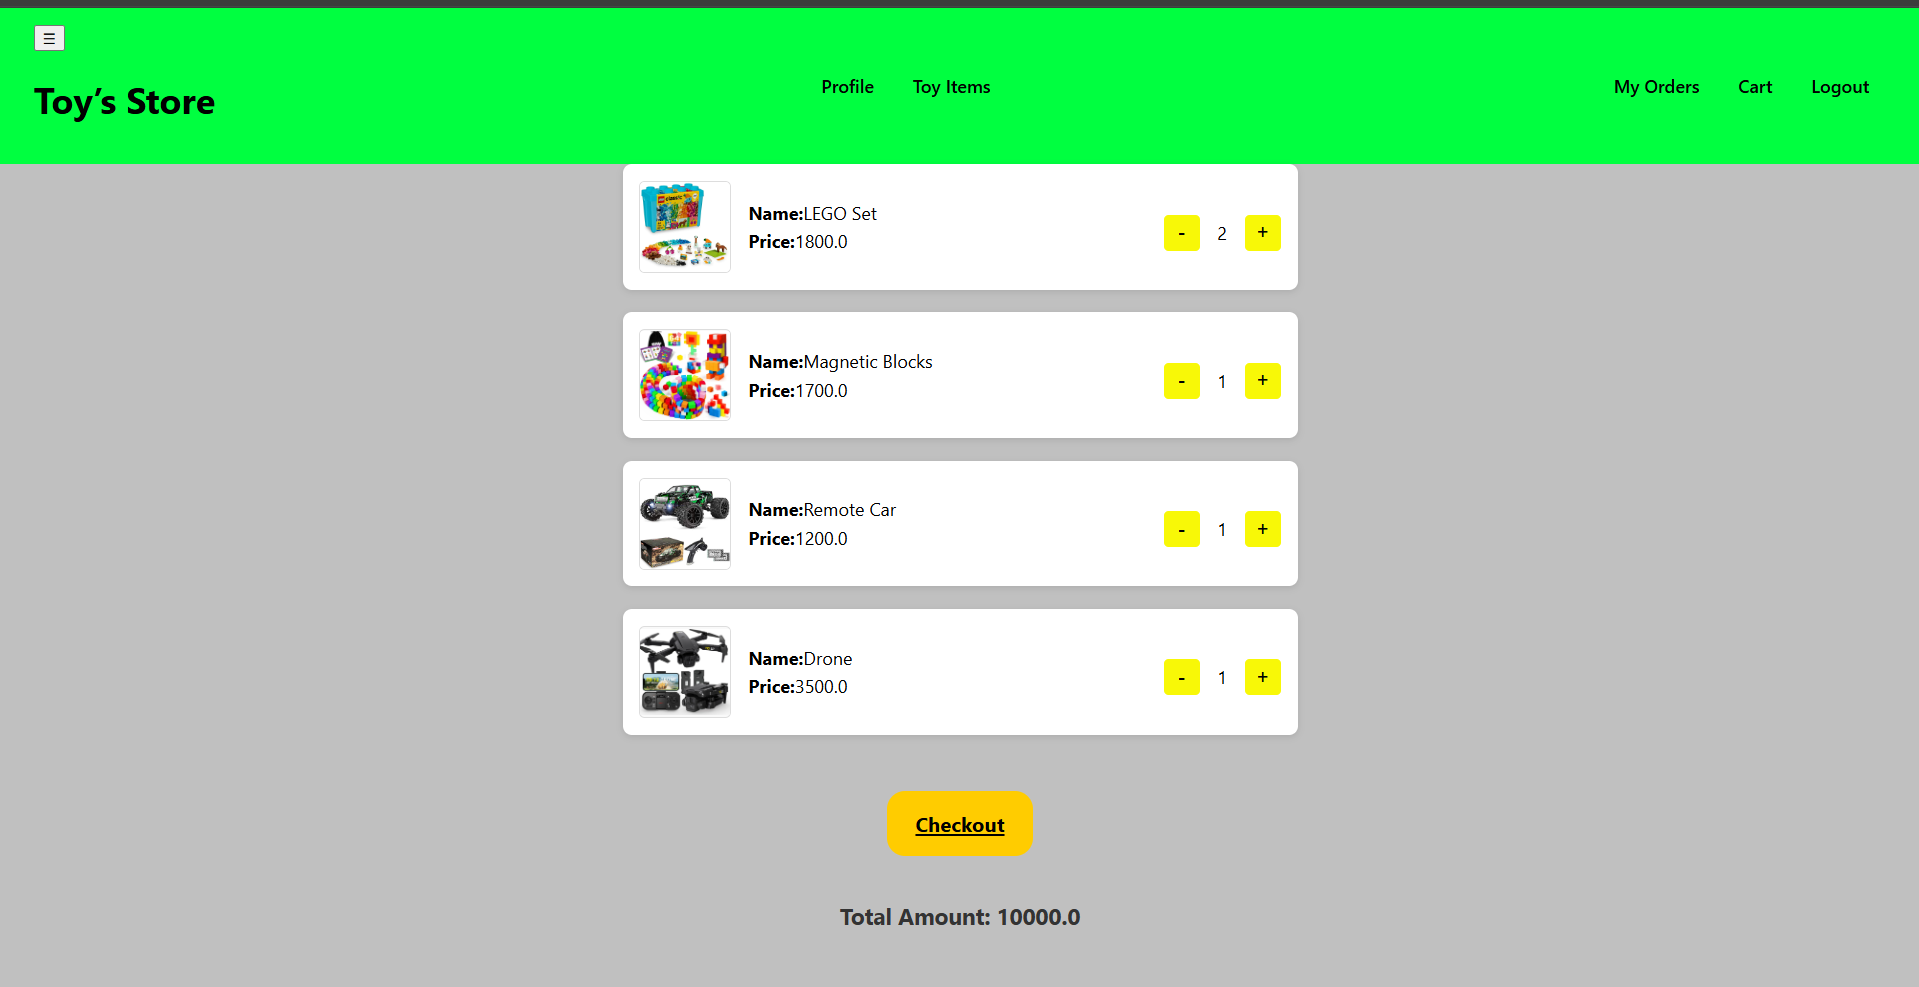 ☰
Toy’s Store
Profile Toy Items
My Orders Cart Logout
Name:LEGO Set
Price:1800.0
- 2 +
Name:Magnetic Blocks
Price:1700.0
- 1 +
Name:Remote Car
Price:1200.0
- 1 +
Name:Drone
Price:3500.0
- 1 +
Checkout
Total Amount: 10000.0